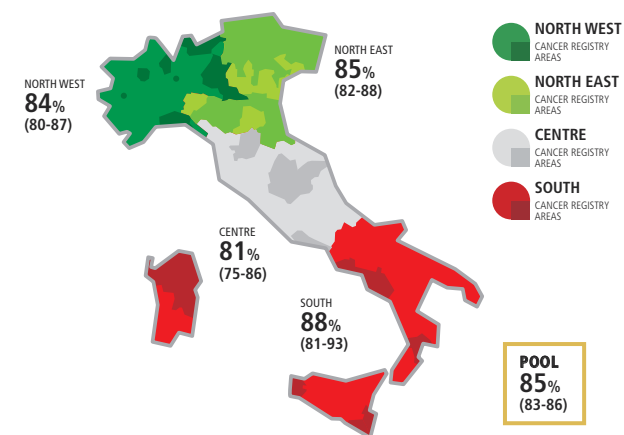 NORTH WEST
84%
(80-87)
NORTH EAST
85%
(82-88)
CENTRE
81%
(75-86)
SOUTH
88%
(81-93)
NORTH WEST
CANCER REGISTRY
AREAS
NORTH EAST
CANCER REGISTRY
AREAS
CENTRE
CANCER REGISTRY
AREAS
SOUTH
CANCER REGISTRY
AREAS
POOL
85%
(83-86)